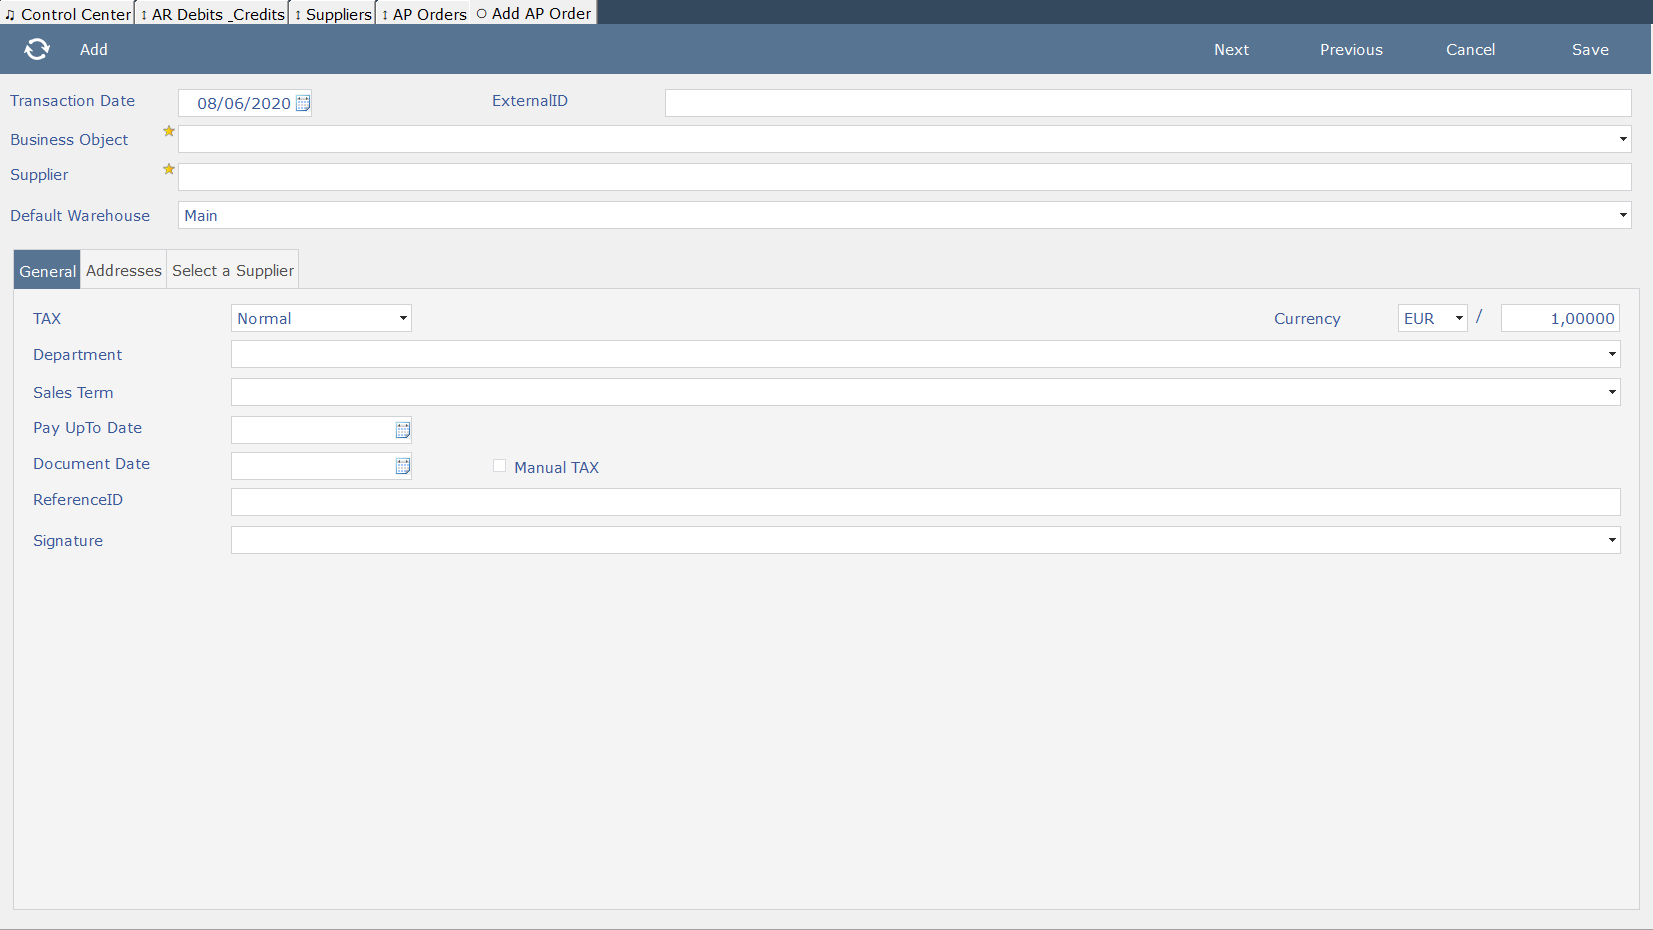 ♫ Control Center ↕ AR Debits _Credits ↕ Suppliers ↕ AP Orders ○ Add AP Order
Add Next Previous Cancel Save
Transaction Date 08/06/2020 ExternalID
Business Object
Supplier
Default Warehouse Main
General Addresses Select a Supplier
TAX Normal Currency EUR / 1,00000
Department
Sales Term
Pay UpTo Date
Document Date Manual TAX
ReferenceID
Signature